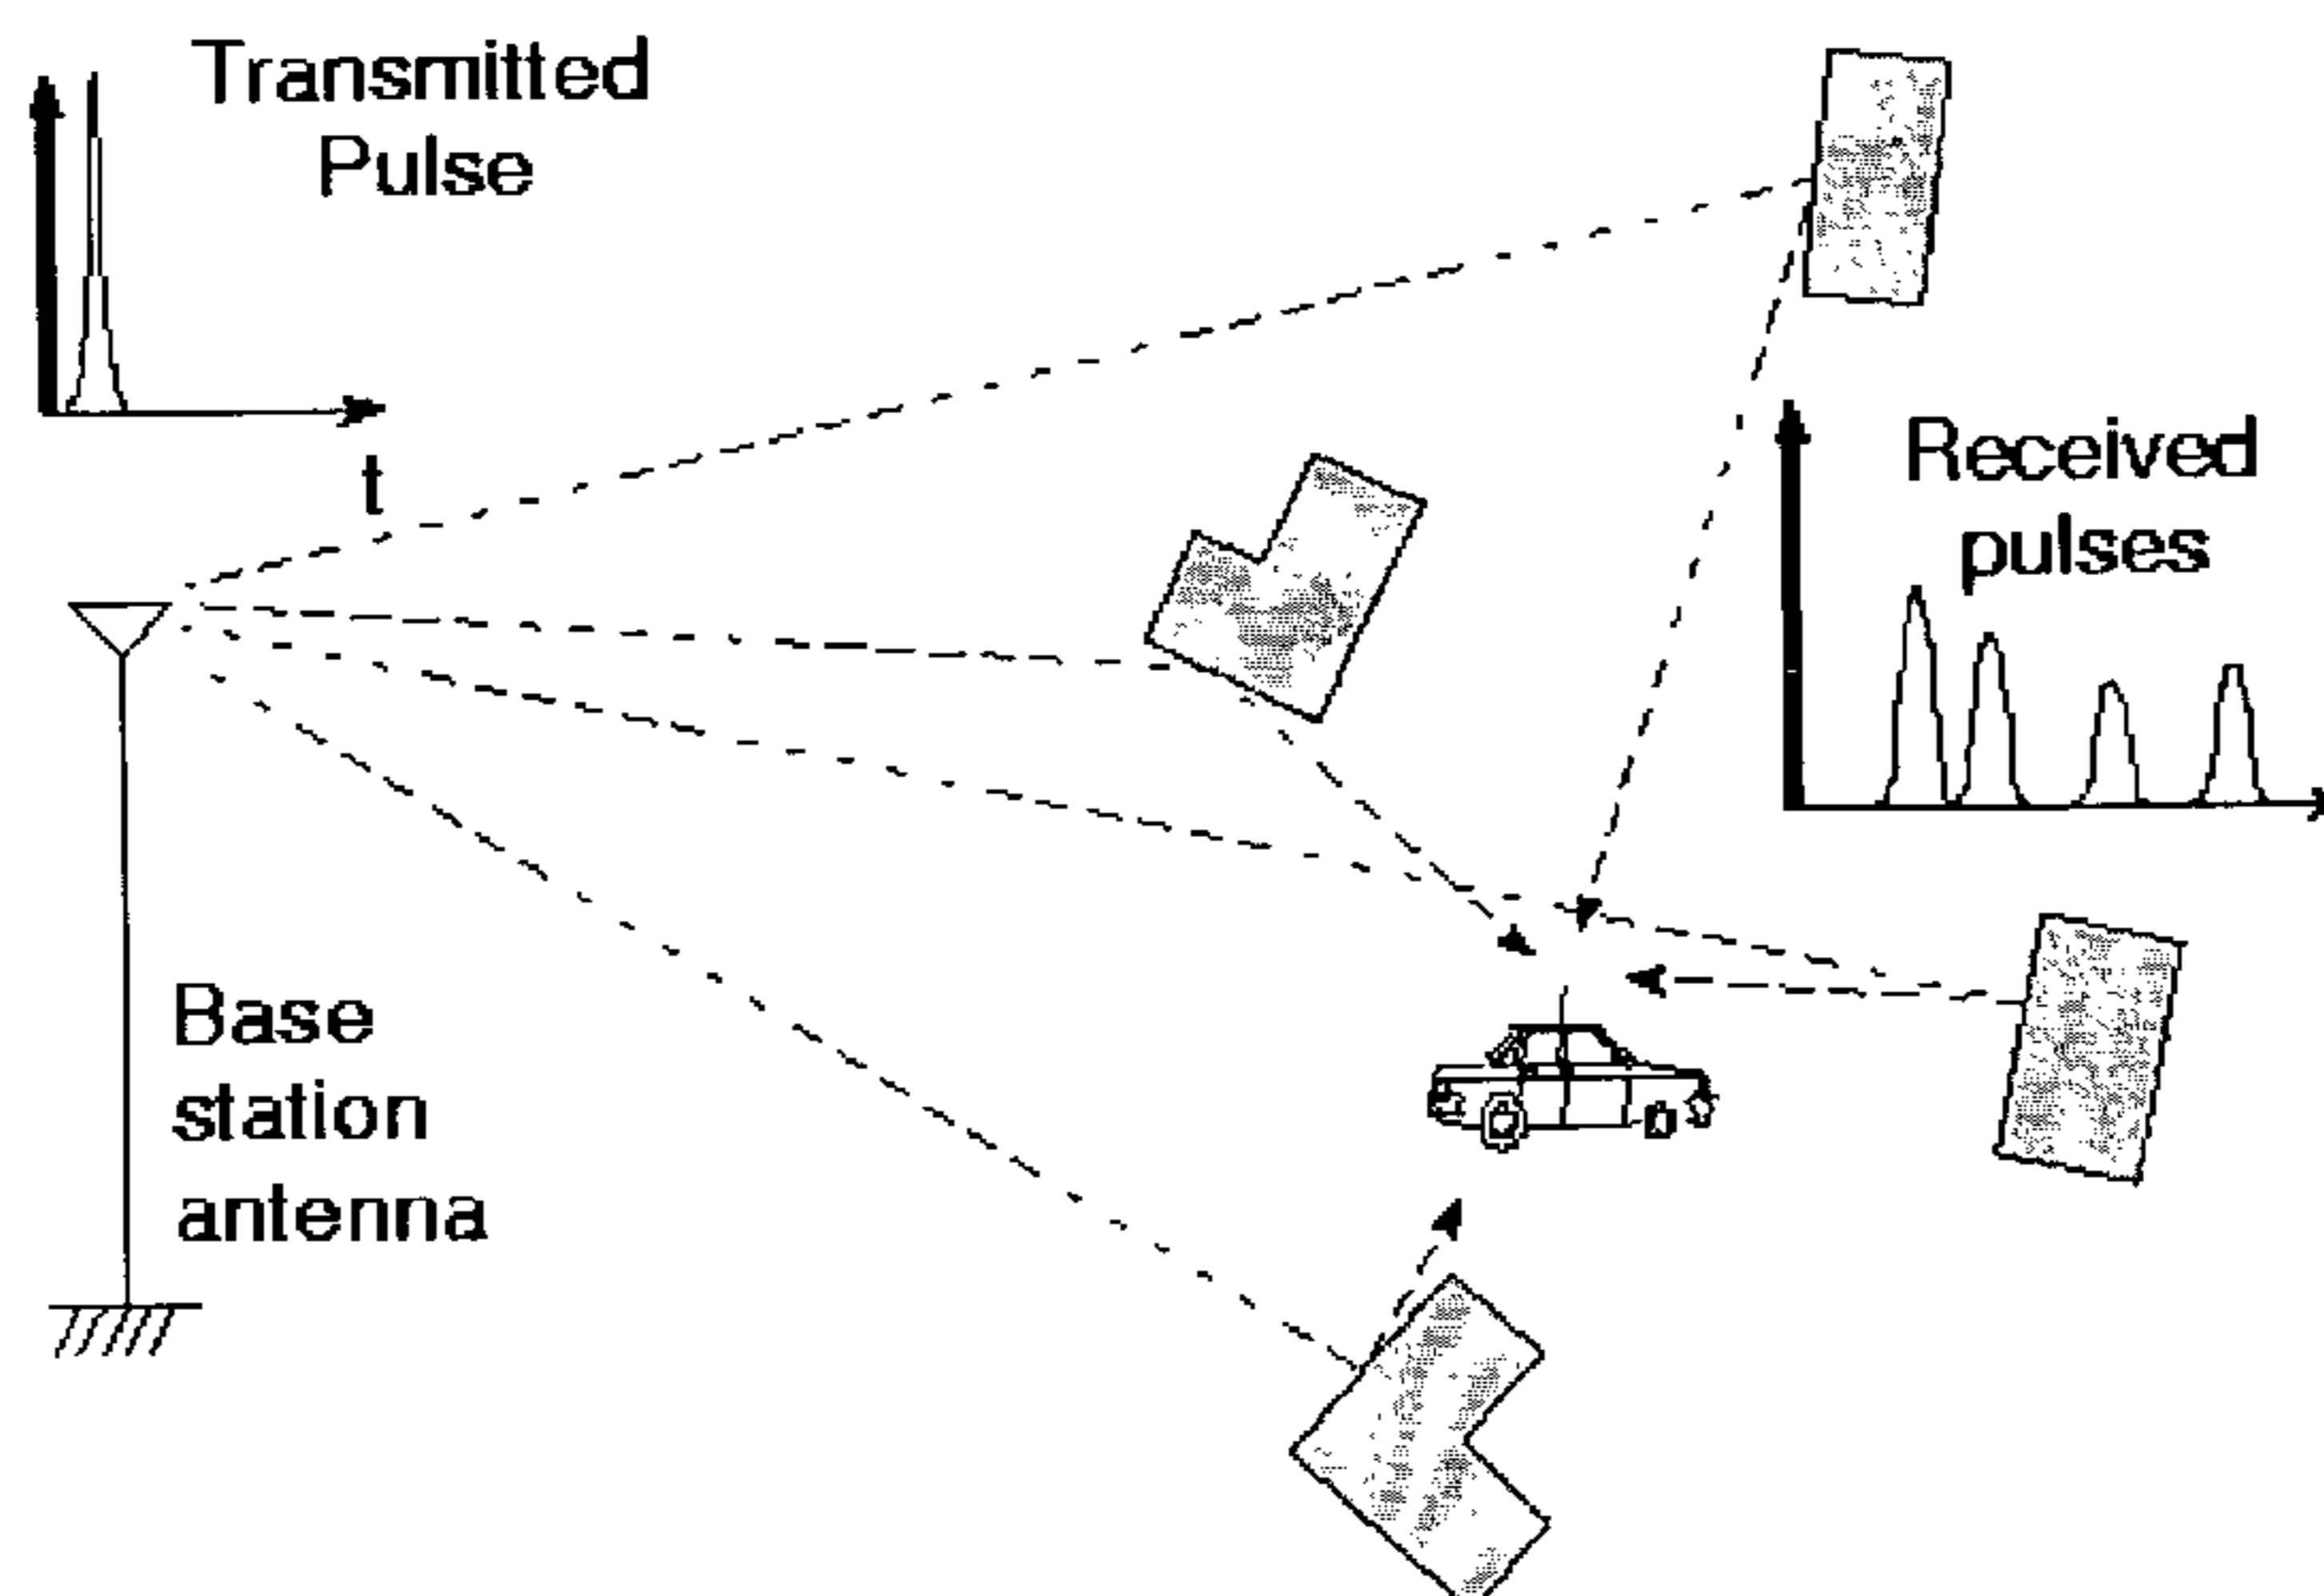 Transmitted
Pulse
t
Received
pulses
Base
station
antenna